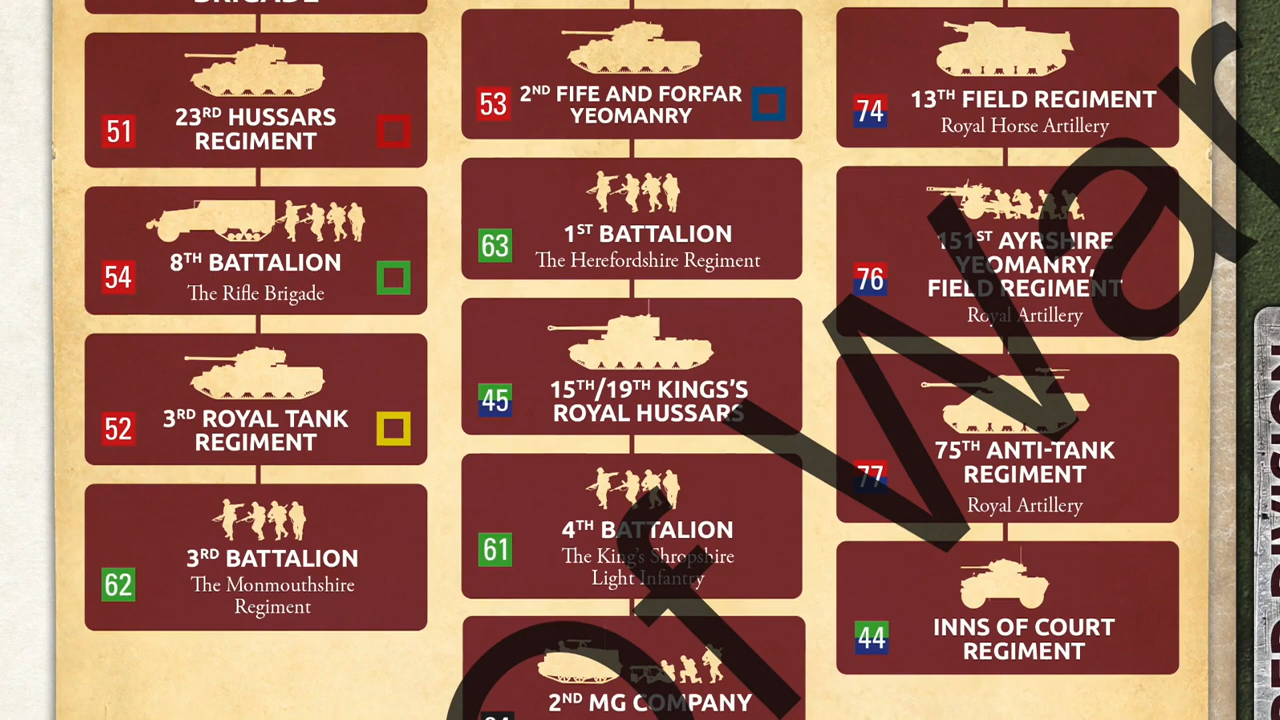 BRIGADE
51
23RD HUSSARS
REGIMENT
54
8TH BATTALION
The Rifle Brigade
52
3RD ROYAL TANK
REGIMENT
62
3RD BATTALION
The Monmouthshire
Regiment
53
2ND FIFE AND FORFAR
YEOMANRY
63
1ST BATTALION
The Herefordshire Regiment
45
15TH/19TH KINGS'S
ROYAL HUSSARS
61
4TH BATTALION
The King's Shropshire
Light Infantry
2ND MG COMPANY
74
13TH FIELD REGIMENT
Royal Horse Artillery
76
151ST AYRSHIRE
YEOMANRY,
FIELD REGIMENT
Royal Artillery
77
75TH ANTI-TANK
REGIMENT
Royal Artillery
44
INNS OF COURT
REGIMENT
Of War